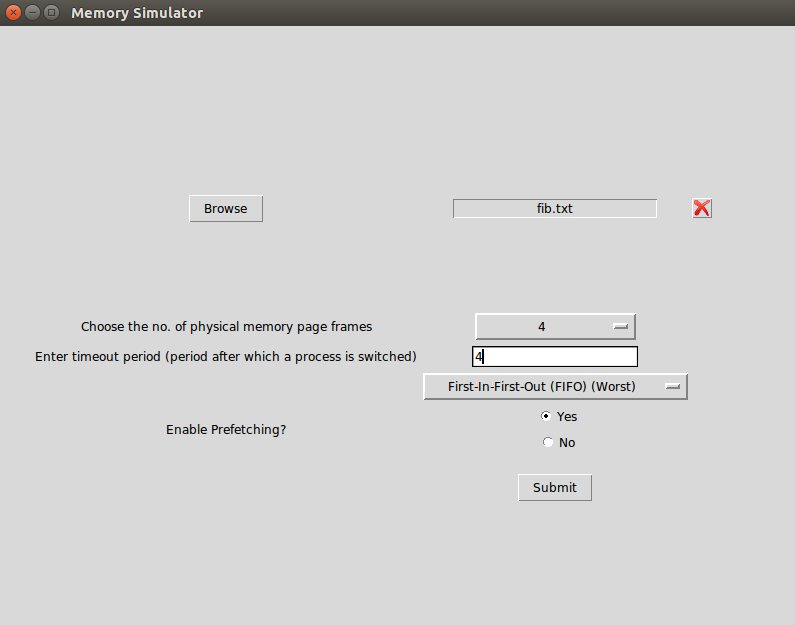 Memory Simulator
Browse
fib.txt
Choose the no. of physical memory page frames
4
Enter timeout period (period after which a process is switched)
4
First-In-First-Out (FIFO) (Worst)
Enable Prefetching?
Yes
No
Submit